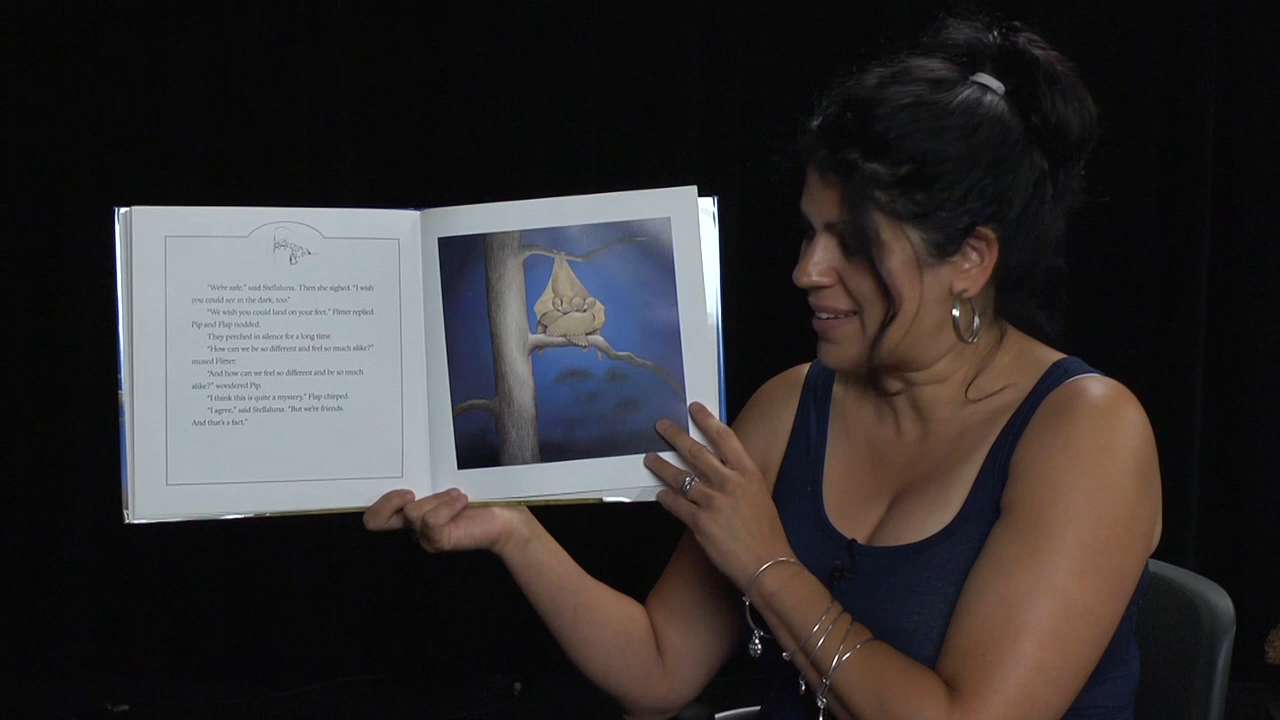 "We're safe," said Stellaluna. Then she sighed. "I wish
you could see in the dark, too."
"We wish you could land on your feet," Flitter replied.
Pip and Flap nodded.
They perched in silence for a long time.
"How can we be so different and feel so much alike?"
mused Flitter.
"And how can we feel so different and be so much
alike?" wondered Pip.
"I think this is quite a mystery," Flap chirped.
"I agree," said Stellaluna. "But we're friends.
And that's a fact."